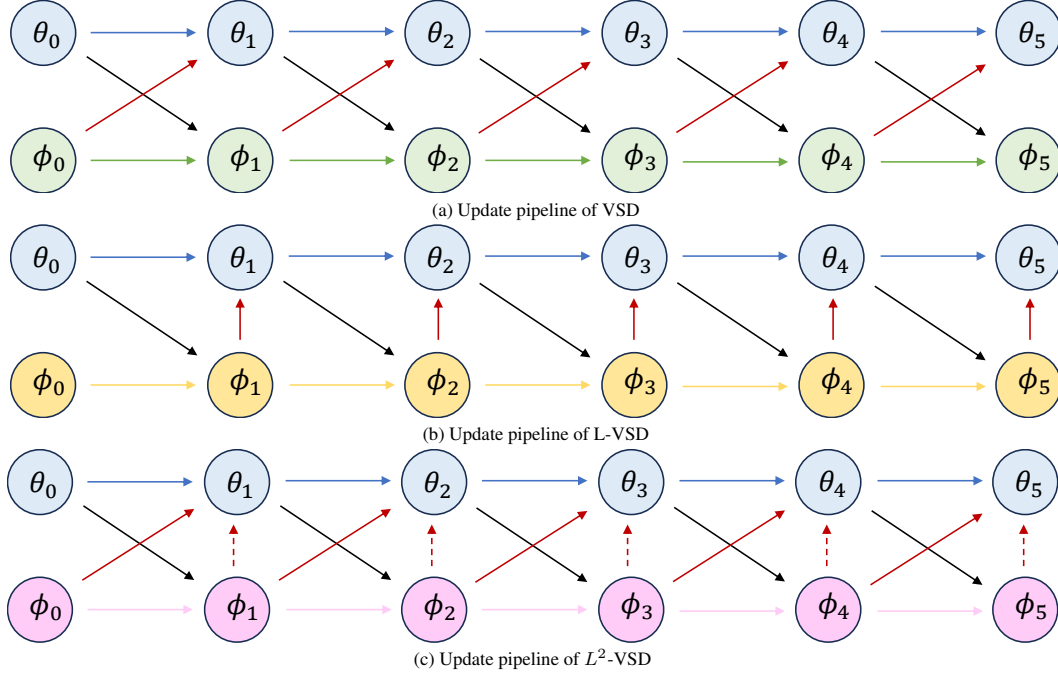 θ₀ θ₁ θ₂ θ₃ θ₄ θ₅
ϕ₀ ϕ₁ ϕ₂ ϕ₃ ϕ₄ ϕ₅
(a) Update pipeline of VSD
θ₀ θ₁ θ₂ θ₃ θ₄ θ₅
ϕ₀ ϕ₁ ϕ₂ ϕ₃ ϕ₄ ϕ₅
(b) Update pipeline of L-VSD
θ₀ θ₁ θ₂ θ₃ θ₄ θ₅
ϕ₀ ϕ₁ ϕ₂ ϕ₃ ϕ₄ ϕ₅
(c) Update pipeline of L²-VSD